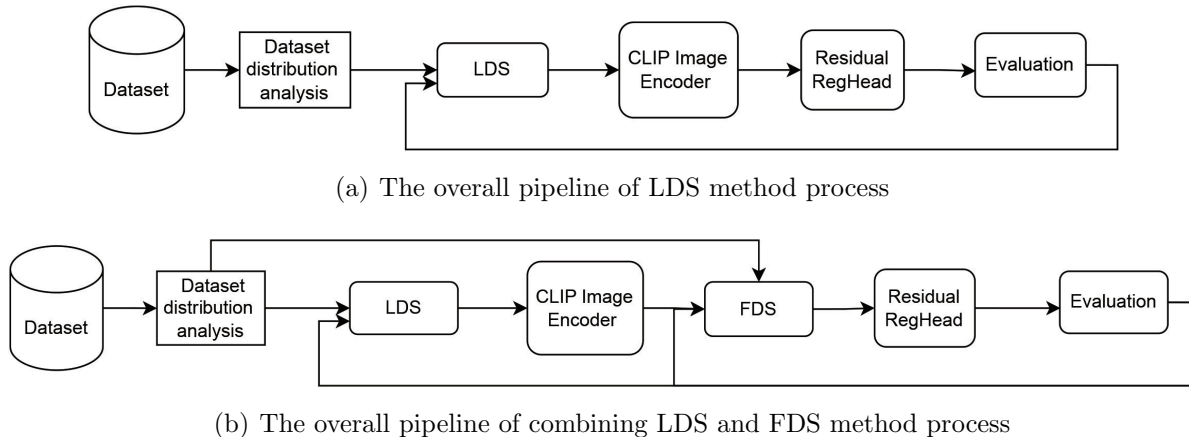 Dataset
Dataset
distribution
analysis
LDS
CLIP Image
Encoder
Residual
RegHead
Evaluation
(a) The overall pipeline of LDS method process
Dataset
Dataset
distribution
analysis
LDS
CLIP Image
Encoder
FDS
Residual
RegHead
Evaluation
(b) The overall pipeline of combining LDS and FDS method process